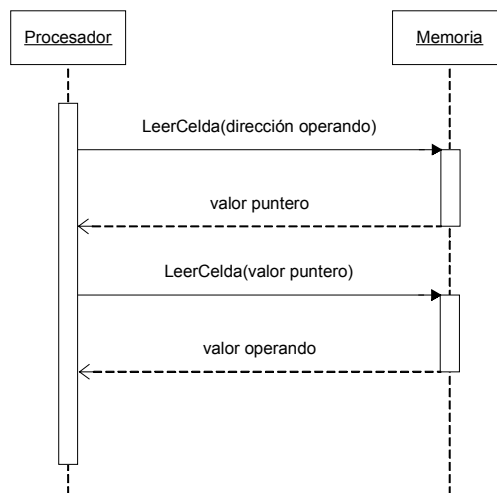 Procesador
Memoria
LeerCelda(dirección operando)
valor puntero
LeerCelda(valor puntero)
valor operando